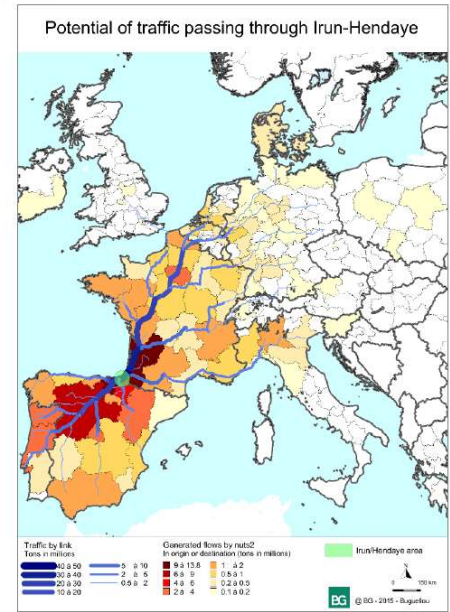 Potential of traffic passing through Irun-Hendaye
Traffic by link
Tons in milions
40 à 50
30 à 40
20 à 30
10 à 20
5 à 10
2 à 5
0.5 à 2
Generated flows by nuts2
In origin or destination (tons in millions)
9 à 13.8
6 à 9
4 à 6
2 à 4
1 à 2
0.5 à 1
0.2 à 0.5
0.1 à 0.2
Irun/Hendaye area
N
0 150 km
BG
@ BG - 2015 - Buguellou